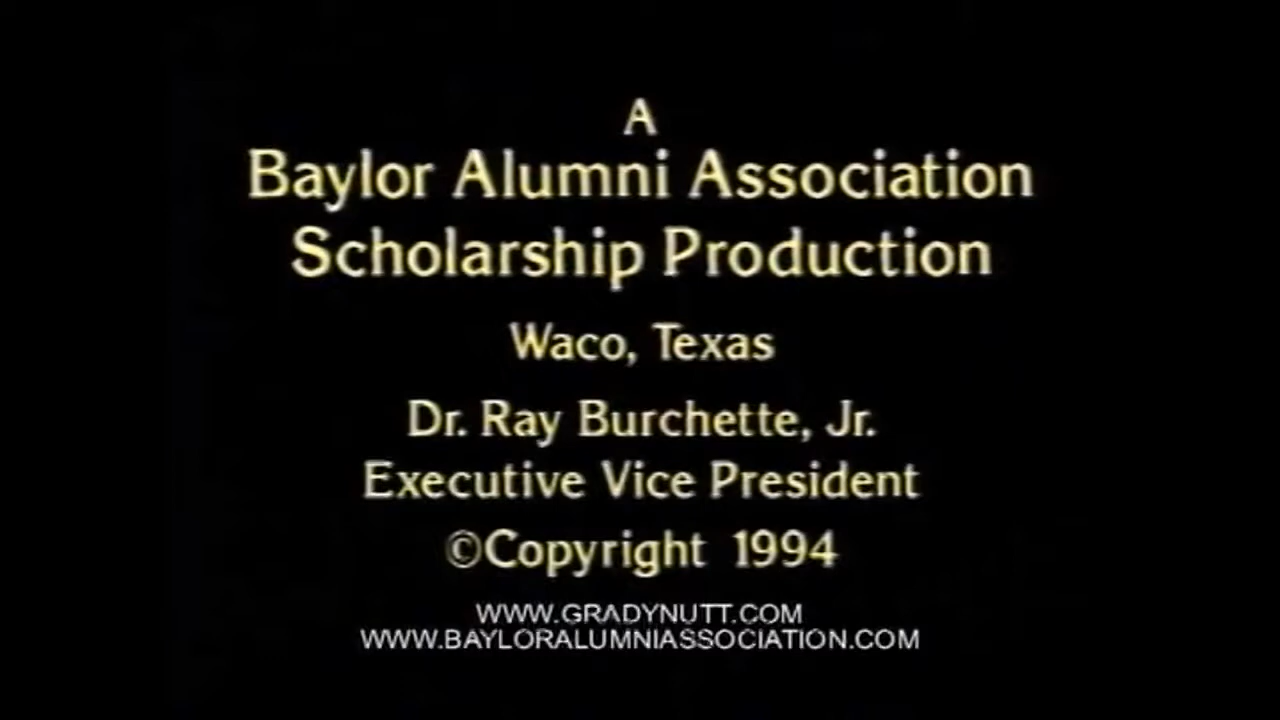 A
Baylor Alumni Association
Scholarship Production
Waco, Texas
Dr. Ray Burchette, Jr.
Executive Vice President
©Copyright 1994
WWW.GRADYNUTT.COM
WWW.BAYLORALUMNIASSOCIATION.COM